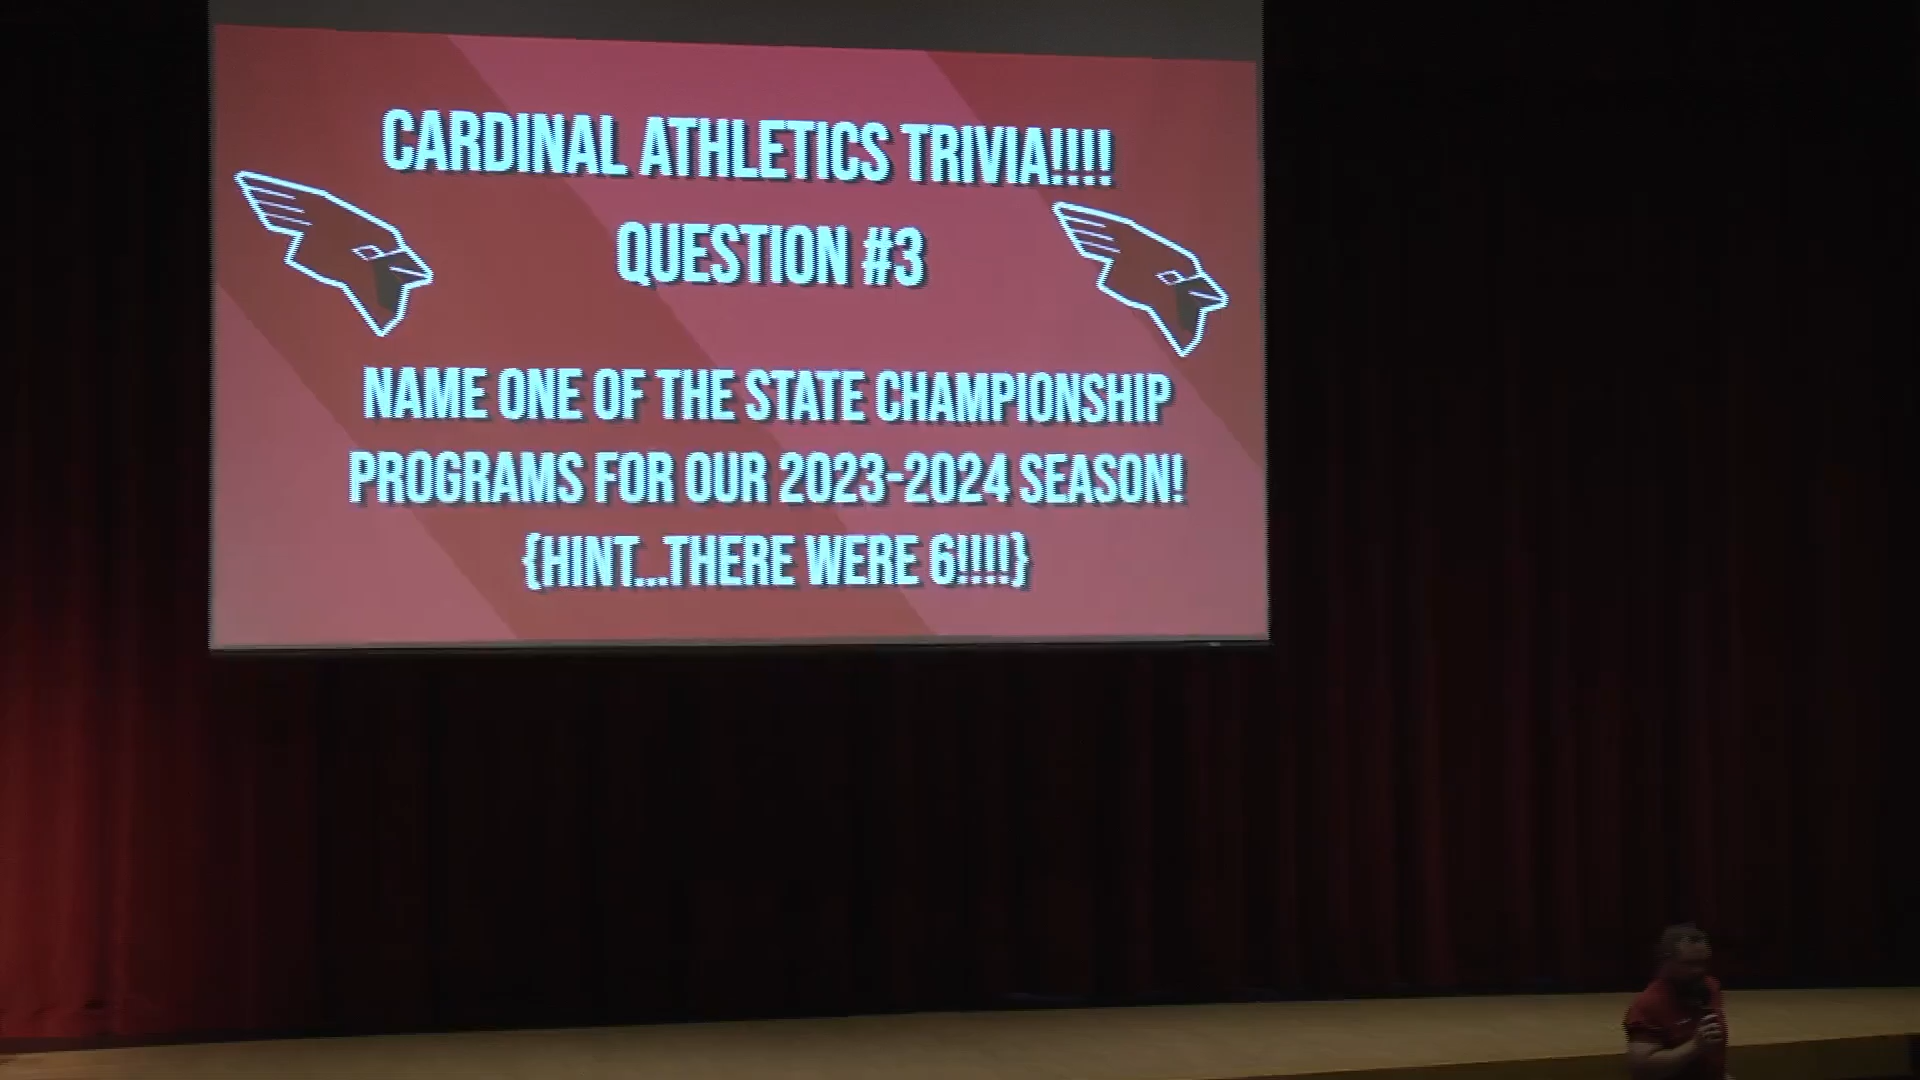 CARDINAL ATHLETICS TRIVIA!!!!
QUESTION #3
NAME ONE OF THE STATE CHAMPIONSHIP
PROGRAMS FOR OUR 2023-2024 SEASON!
{HINT...THERE WERE 6!!!!}